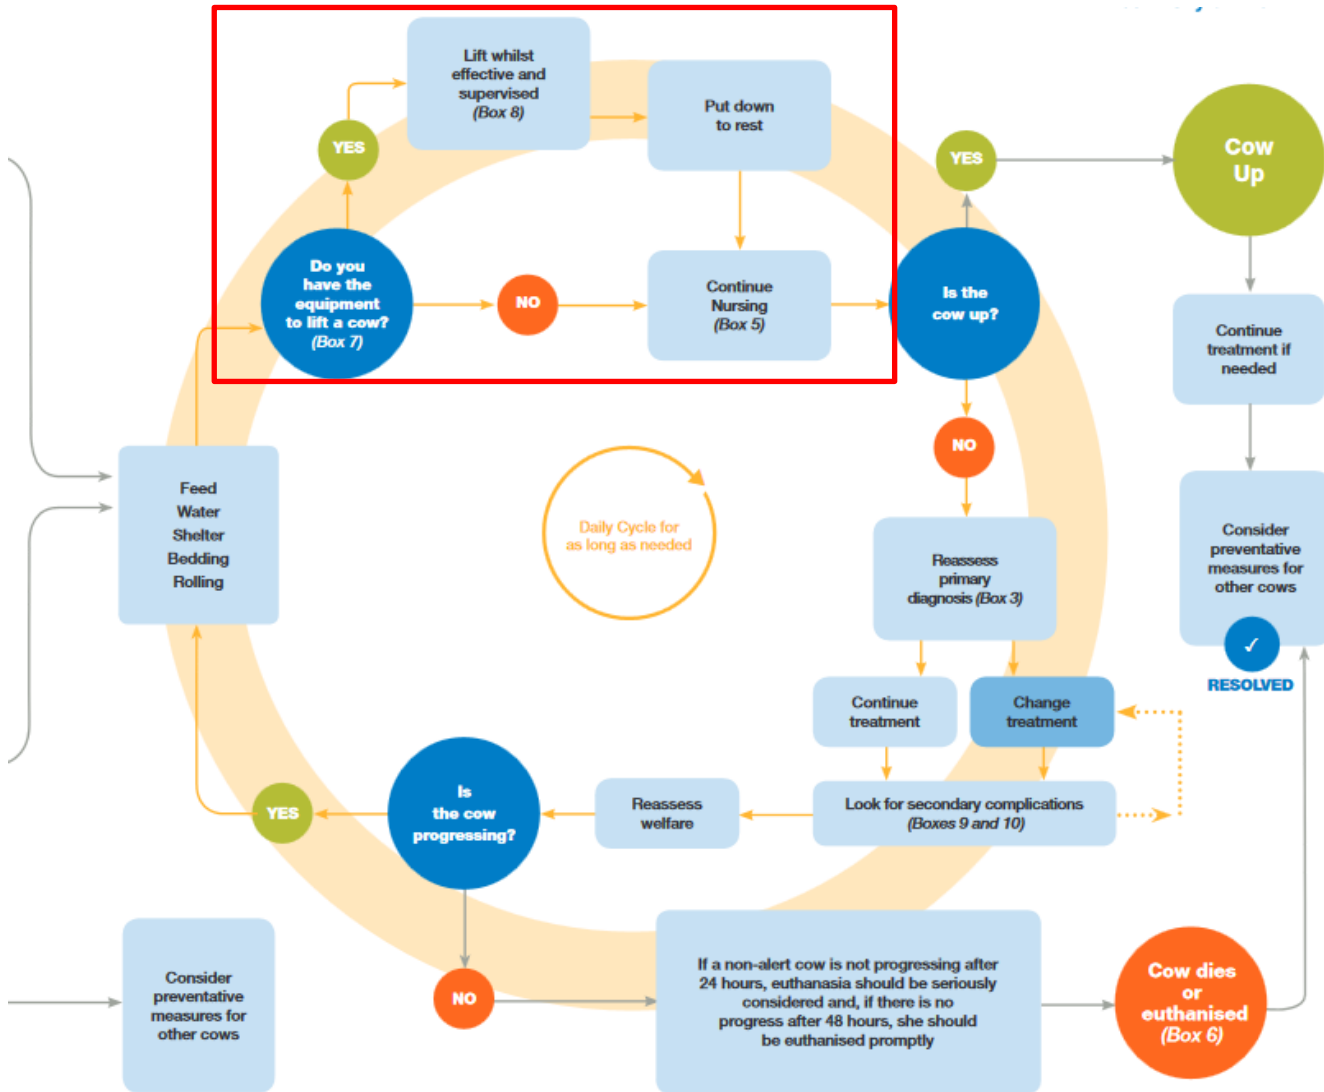 Lift whilst
effective and
supervised
(Box 8)
Put down
to rest
YES
YES
Cow
Up
Do you
have the
equipment
to lift a cow?
(Box 7)
NO
Continue
Nursing
(Box 5)
Is the
cow up?
Continue
treatment if
needed
NO
Feed
Water
Shelter
Bedding
Rolling
Daily Cycle for
as long as needed
Reassess
primary
diagnosis (Box 3)
Consider
preventative
measures for
other cows
✓
RESOLVED
Continue
treatment
Change
treatment
Look for secondary complications
(Boxes 9 and 10)
Reassess
welfare
Is
the cow
progressing?
YES
NO
If a non-alert cow is not progressing after
24 hours, euthanasia should be seriously
considered and, if there is no
progress after 48 hours, she should
be euthanised promptly
Cow dies
or
euthanised
(Box 6)
Consider
preventative
measures for
other cows